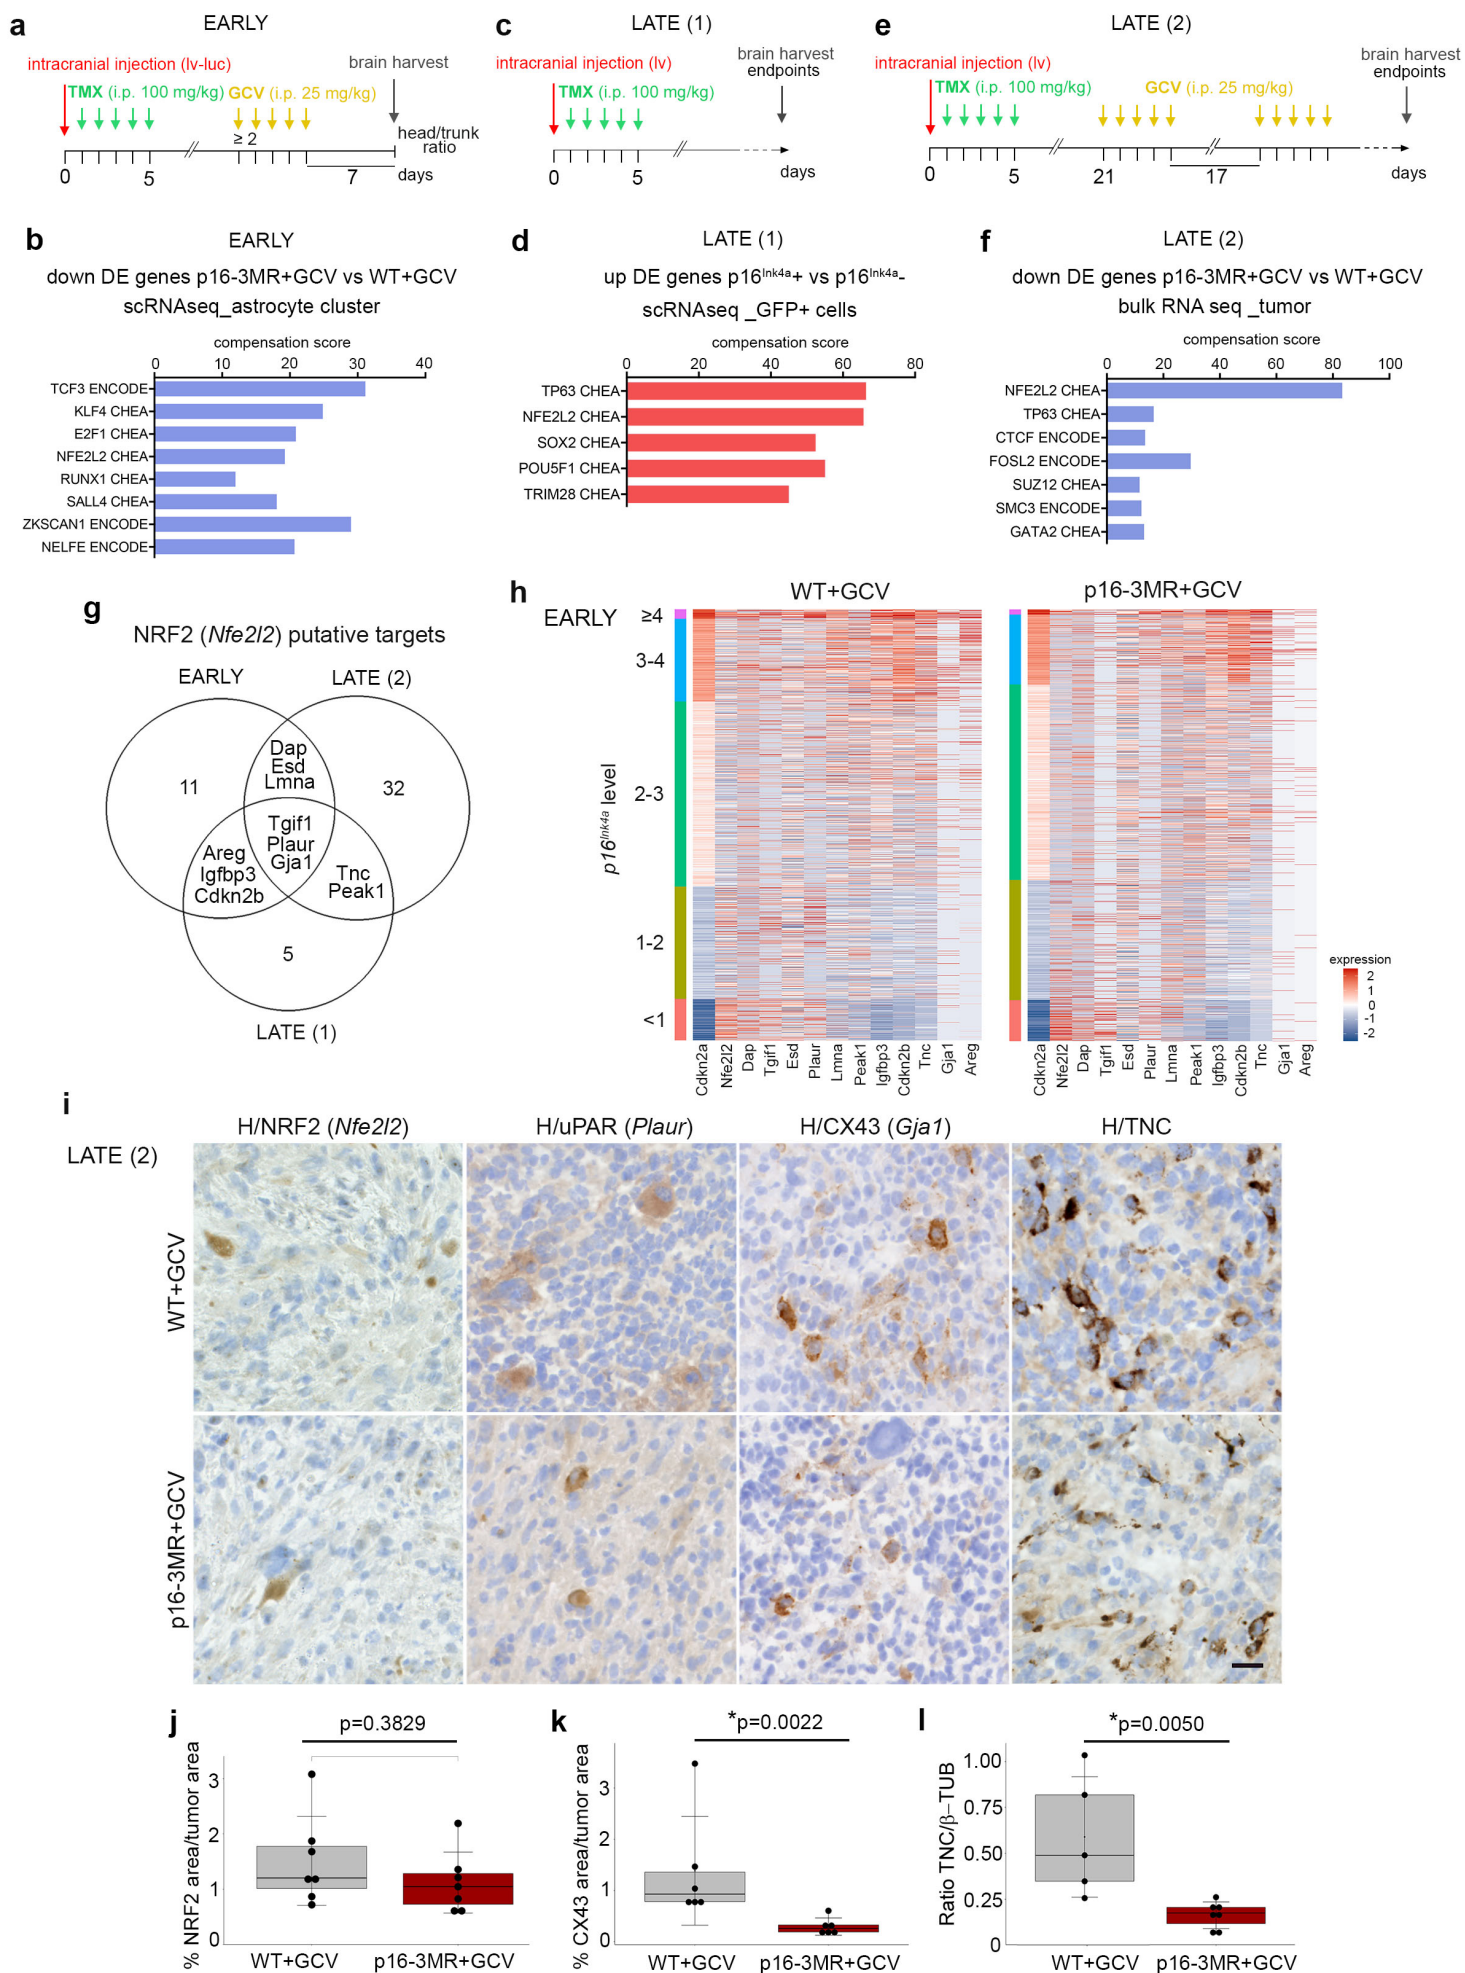 a
EARLY
intracranial injection (lv-luc)
brain harvest
TMX (i.p. 100 mg/kg)
GCV (i.p. 25 mg/kg)
≥ 2
head/trunk
ratio
0
5
7
days
c
LATE (1)
intracranial injection (lv)
brain harvest
endpoints
TMX (i.p. 100 mg/kg)
0
5
days
e
LATE (2)
intracranial injection (lv)
brain harvest
endpoints
TMX (i.p. 100 mg/kg)
GCV (i.p. 25 mg/kg)
0
5
21
17
days
b
EARLY
down DE genes p16-3MR+GCV vs WT+GCV
scRNAseq_astrocyte cluster
compensation score
0 10 20 30 40
TCF3 ENCODE
KLF4 CHEA
E2F1 CHEA
NFE2L2 CHEA
RUNX1 CHEA
SALL4 CHEA
ZKSCAN1 ENCODE
NELFE ENCODE
d
LATE (1)
up DE genes p16Ink4a+ vs p16Ink4a-
scRNAseq _GFP+ cells
compensation score
0 20 40 60 80
TP63 CHEA
NFE2L2 CHEA
SOX2 CHEA
POU5F1 CHEA
TRIM28 CHEA
f
LATE (2)
down DE genes p16-3MR+GCV vs WT+GCV
bulk RNA seq _tumor
compensation score
0 20 40 60 80 100
NFE2L2 CHEA
TP63 CHEA
CTCF ENCODE
FOSL2 ENCODE
SUZ12 CHEA
SMC3 ENCODE
GATA2 CHEA
g
NRF2 (Nfe2l2) putative targets
EARLY
LATE (2)
Dap
Esd
Lmna
11
32
Tgif1
Plaur
Gja1
Areg
Igfbp3
Cdkn2b
Tnc
Peak1
5
LATE (1)
h
EARLY
WT+GCV
p16-3MR+GCV
p16Ink4a level
≥4
3-4
2-3
1-2
<1
Cdkn2a Nfe2l2 Dap Tgif1 Esd Plaur Lmna Peak1 Igfbp3 Cdkn2b Tnc Gja1 Areg
Cdkn2a Nfe2l2 Dap Tgif1 Esd Plaur Lmna Peak1 Igfbp3 Cdkn2b Tnc Gja1 Areg
expression
2
1
0
-1
-2
i
LATE (2)
H/NRF2 (Nfe2l2)
H/uPAR (Plaur)
H/CX43 (Gja1)
H/TNC
WT+GCV
p16-3MR+GCV
j
p=0.3829
% NRF2 area/tumor area
3
2
1
0
WT+GCV
p16-3MR+GCV
k
*p=0.0022
% CX43 area/tumor area
3
2
1
0
WT+GCV
p16-3MR+GCV
l
*p=0.0050
Ratio TNC/β−TUB
1.00
0.75
0.50
0.25
0
WT+GCV
p16-3MR+GCV